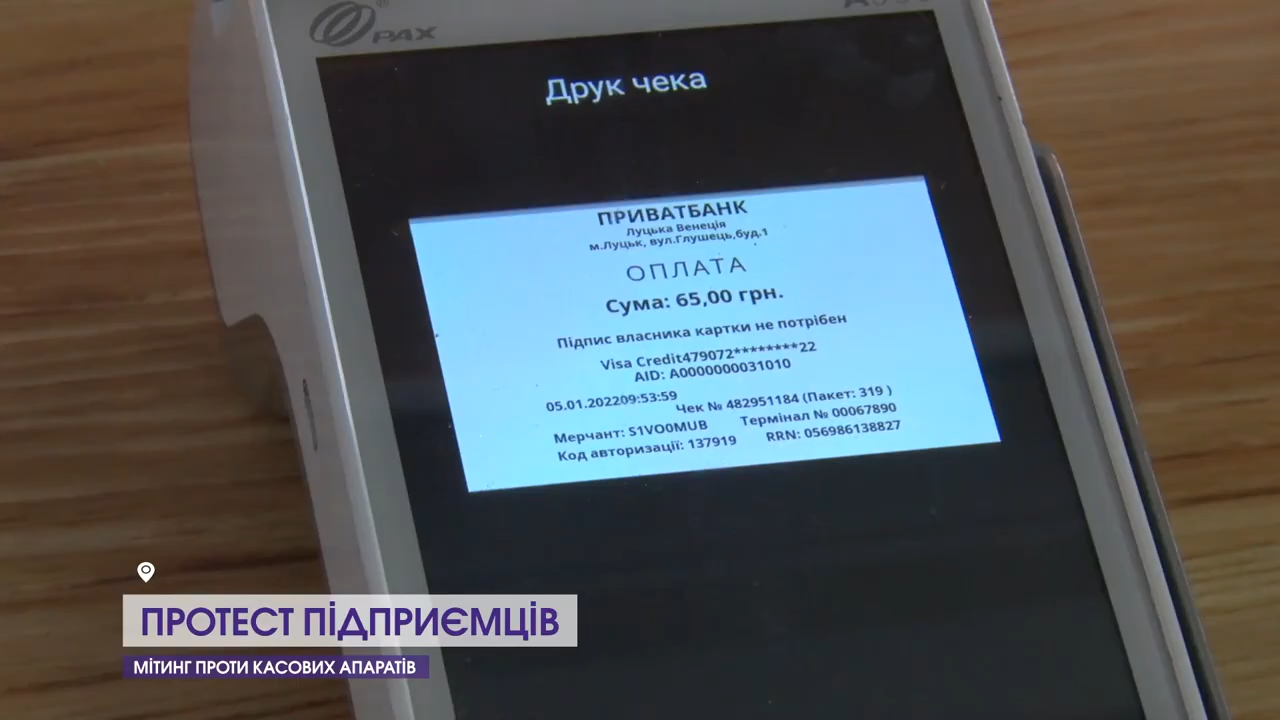 PAX
Друк чека
ПРИВАТБАНК
Луцька Венеція
м.Луцьк, вул.Глушець,буд.1
ОПЛАТА
Сума: 65,00 грн.
Підпис власника картки не потрібен
Visa Credit479072********22
AID: A0000000031010
05.01.202209:53:59
Чек № 482951184 (Пакет: 319 )
Мерчант: S1VO0MUB Термінал № 00067890
Код авторизації: 137919 RRN: 056986138827
ПРОТЕСТ ПІДПРИЄМЦІВ
МІТИНГ ПРОТИ КАСОВИХ АПАРАТІВ